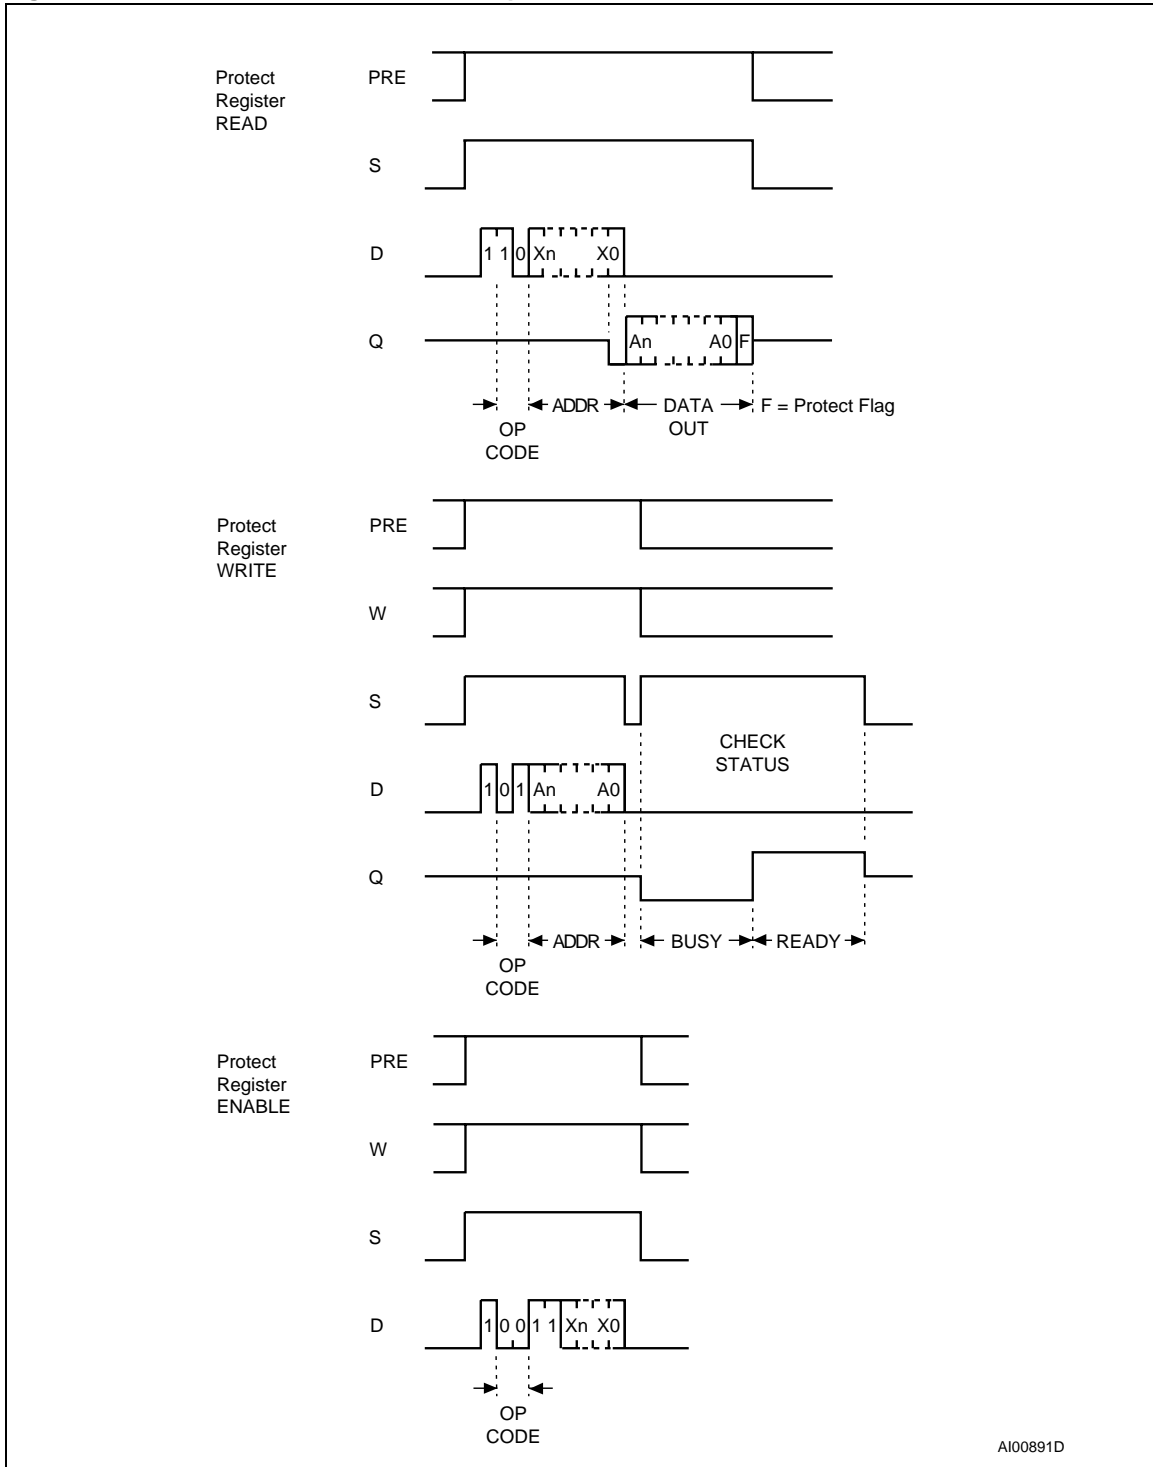 Protect
Register
READ
PRE
S
D
1 1 0 Xn X0
Q
An A0 F
ADDR DATA OUT F = Protect Flag
OP
CODE
Protect
Register
WRITE
PRE
W
S
CHECK
STATUS
D
1 0 1 An A0
Q
ADDR BUSY READY
OP
CODE
Protect
Register
ENABLE
PRE
W
S
D
1 0 0 1 1 Xn X0
OP
CODE
AI00891D